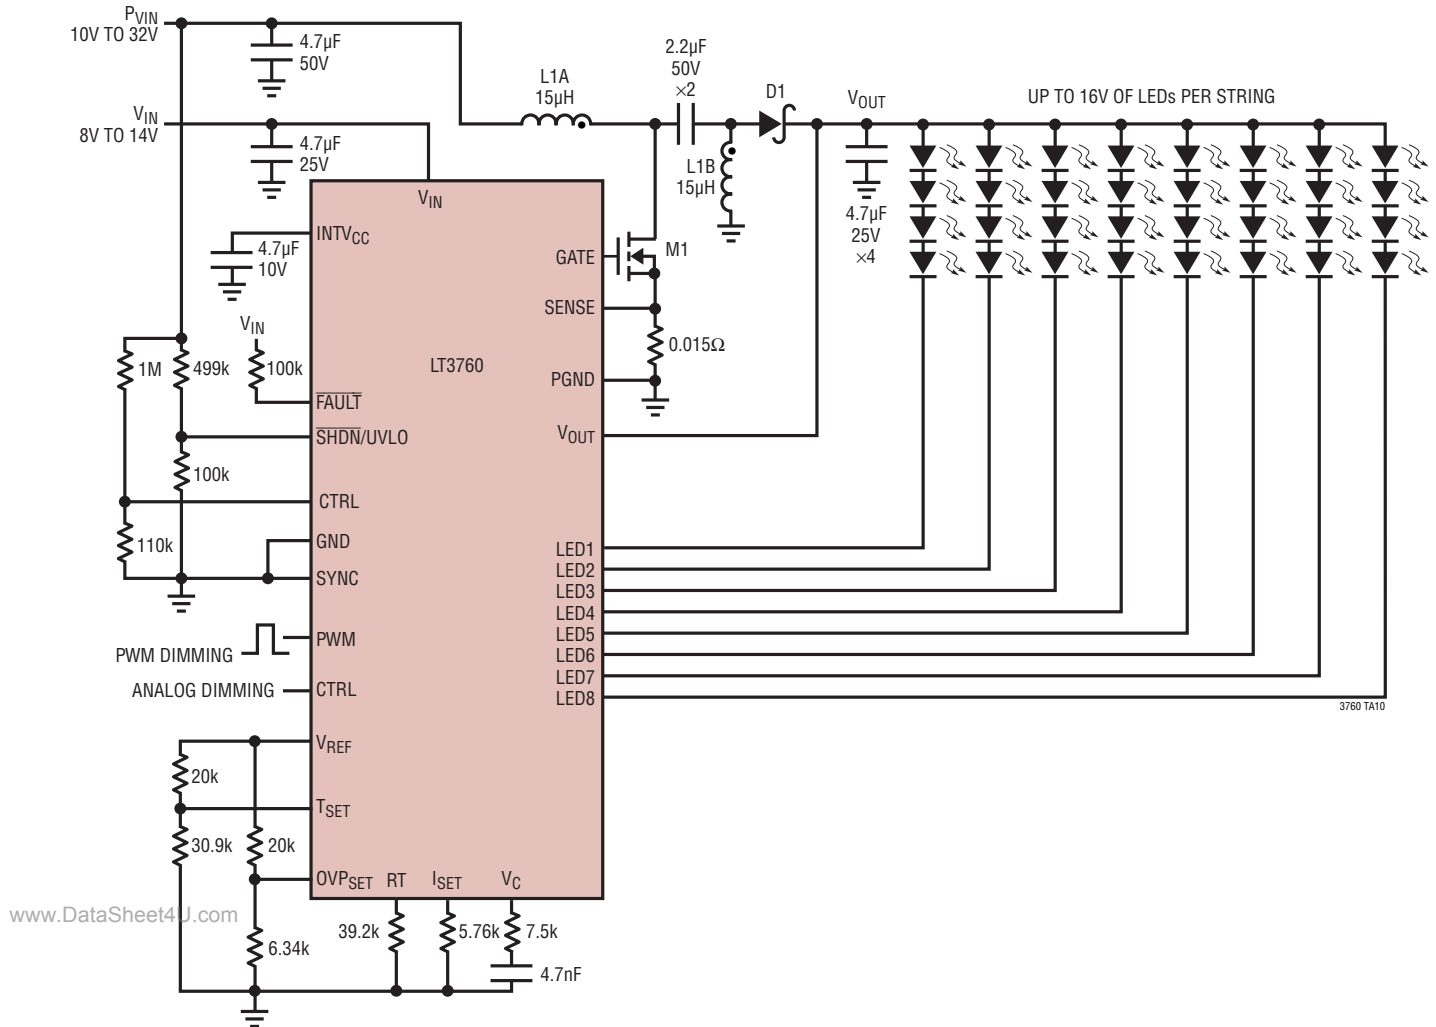 PVIN
10V TO 32V
4.7µF
50V
VIN
8V TO 14V
4.7µF
25V
L1A
15µH
2.2µF
50V
×2
D1
L1B
15µH
VOUT
4.7µF
25V
×4
UP TO 16V OF LEDs PER STRING
VIN
INTVCC
4.7µF
10V
GATE
M1
SENSE
0.015Ω
PGND
VOUT
LT3760
VIN
1M
499k
100k
FAULT
SHDN/UVLO
100k
CTRL
110k
GND
SYNC
PWM DIMMING
PWM
ANALOG DIMMING
CTRL
LED1
LED2
LED3
LED4
LED5
LED6
LED7
LED8
3760 TA10
VREF
20k
TSET
30.9k
20k
OVPSET
RT
ISET
VC
6.34k
39.2k
5.76k
7.5k
4.7nF
www.DataSheet4U.com